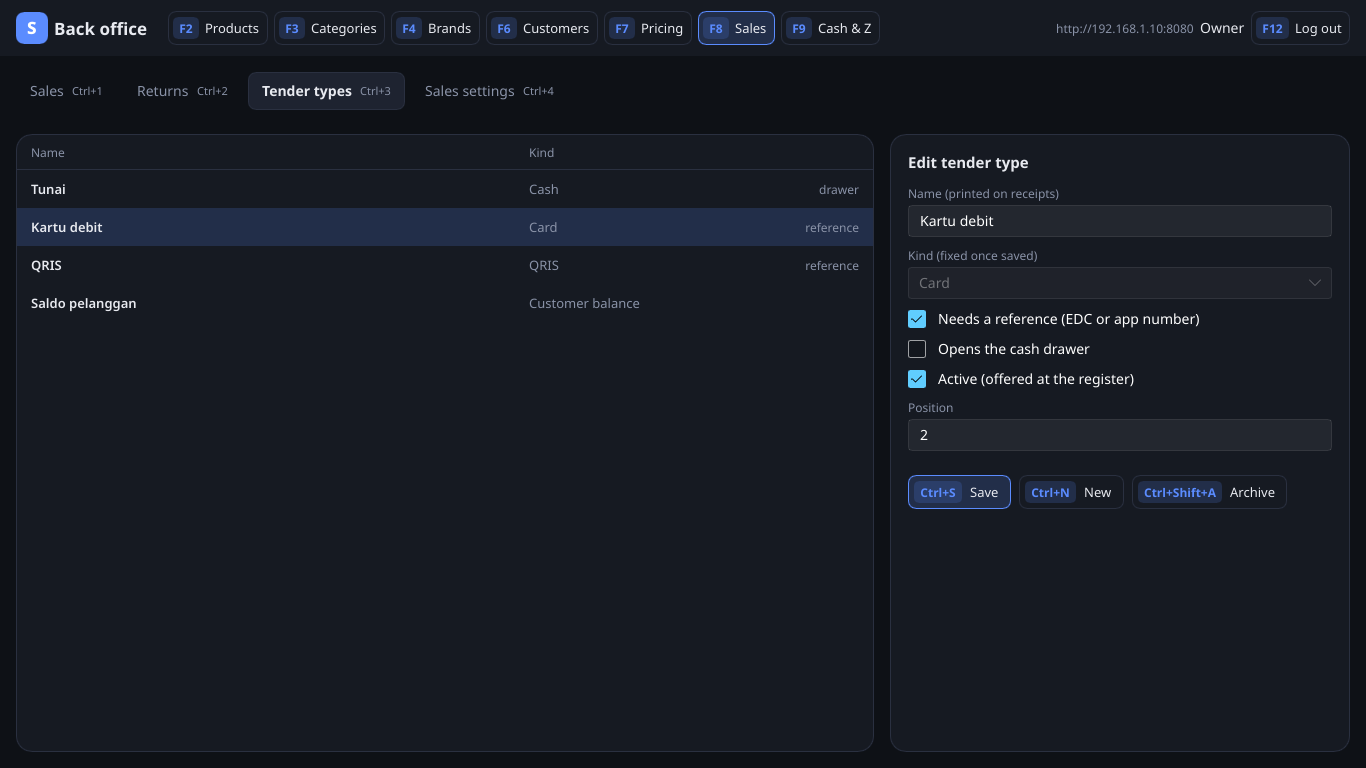 S Back office F2 Products F3 Categories F4 Brands F6 Customers F7 Pricing F8 Sales F9 Cash & Z http://192.168.1.10:8080 Owner F12 Log out
Sales Ctrl+1 Returns Ctrl+2 Tender types Ctrl+3 Sales settings Ctrl+4
Name Kind
Tunai Cash drawer
Kartu debit Card reference
QRIS QRIS reference
Saldo pelanggan Customer balance
Edit tender type
Name (printed on receipts)
Kartu debit
Kind (fixed once saved)
Card
Needs a reference (EDC or app number)
Opens the cash drawer
Active (offered at the register)
Position
2
Ctrl+S Save Ctrl+N New Ctrl+Shift+A Archive